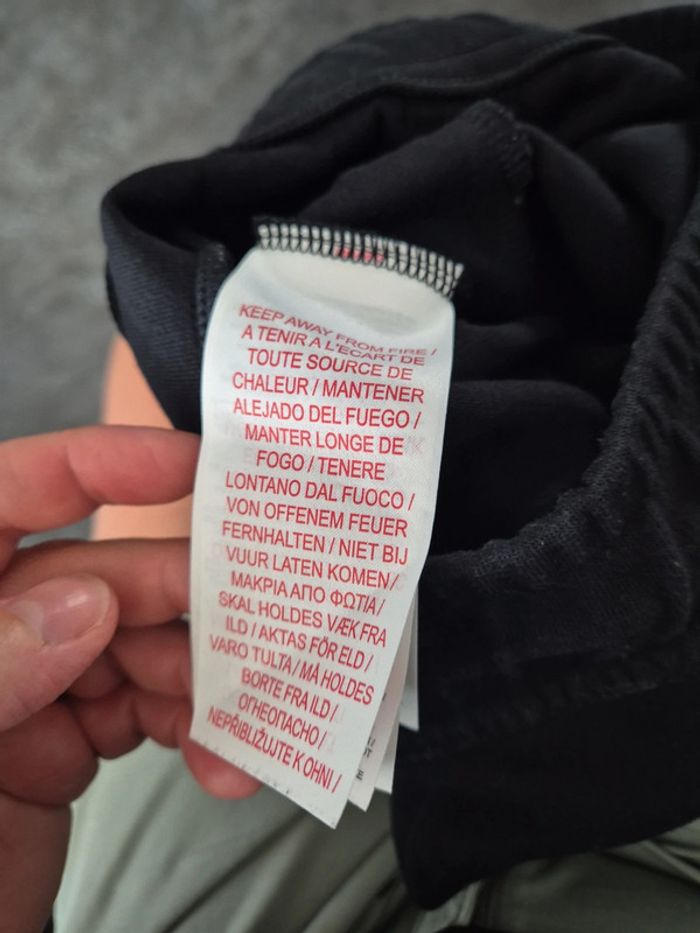 KEEP AWAY FROM FIRE /
A TENIR A L'ECART DE
TOUTE SOURCE DE
CHALEUR / MANTENER
ALEJADO DEL FUEGO /
MANTER LONGE DE
FOGO / TENERE
LONTANO DAL FUOCO /
VON OFFENEM FEUER
FERNHALTEN / NIET BIJ
VUUR LATEN KOMEN /
ΜΑΚΡΙΑ ΑΠΟ ΦΩΤΙΑ /
SKAL HOLDES VÆK FRA
ILD / AKTAS FÖR ELD /
VARO TULTA / MÅ HOLDES
BORTE FRA ILD /
ОГНЕОПАСНО /
NEPŘIBLIŽUJTE K OHNI /